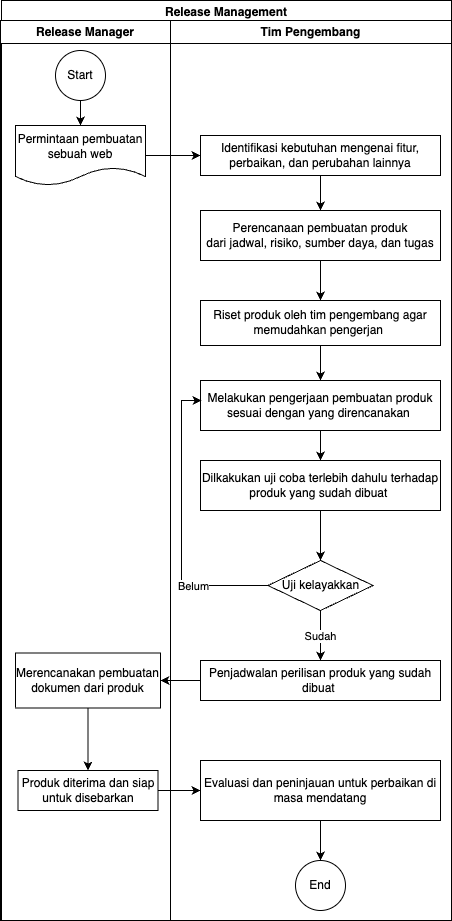 Release Management
Release Manager
Tim Pengembang
Start
Permintaan pembuatan
sebuah web
Identifikasi kebutuhan mengenai fitur,
perbaikan, dan perubahan lainnya
Perencanaan pembuatan produk
dari jadwal, risiko, sumber daya, dan tugas
Riset produk oleh tim pengembang agar
memudahkan pengerjan
Melakukan pengerjaan pembuatan produk
sesuai dengan yang direncanakan
Dilkakukan uji coba terlebih dahulu terhadap
produk yang sudah dibuat
Uji kelayakkan
Belum
Sudah
Penjadwalan perilisan produk yang sudah
dibuat
Merencanakan pembuatan
dokumen dari produk
Produk diterima dan siap
untuk disebarkan
Evaluasi dan peninjauan untuk perbaikan di
masa mendatang
End